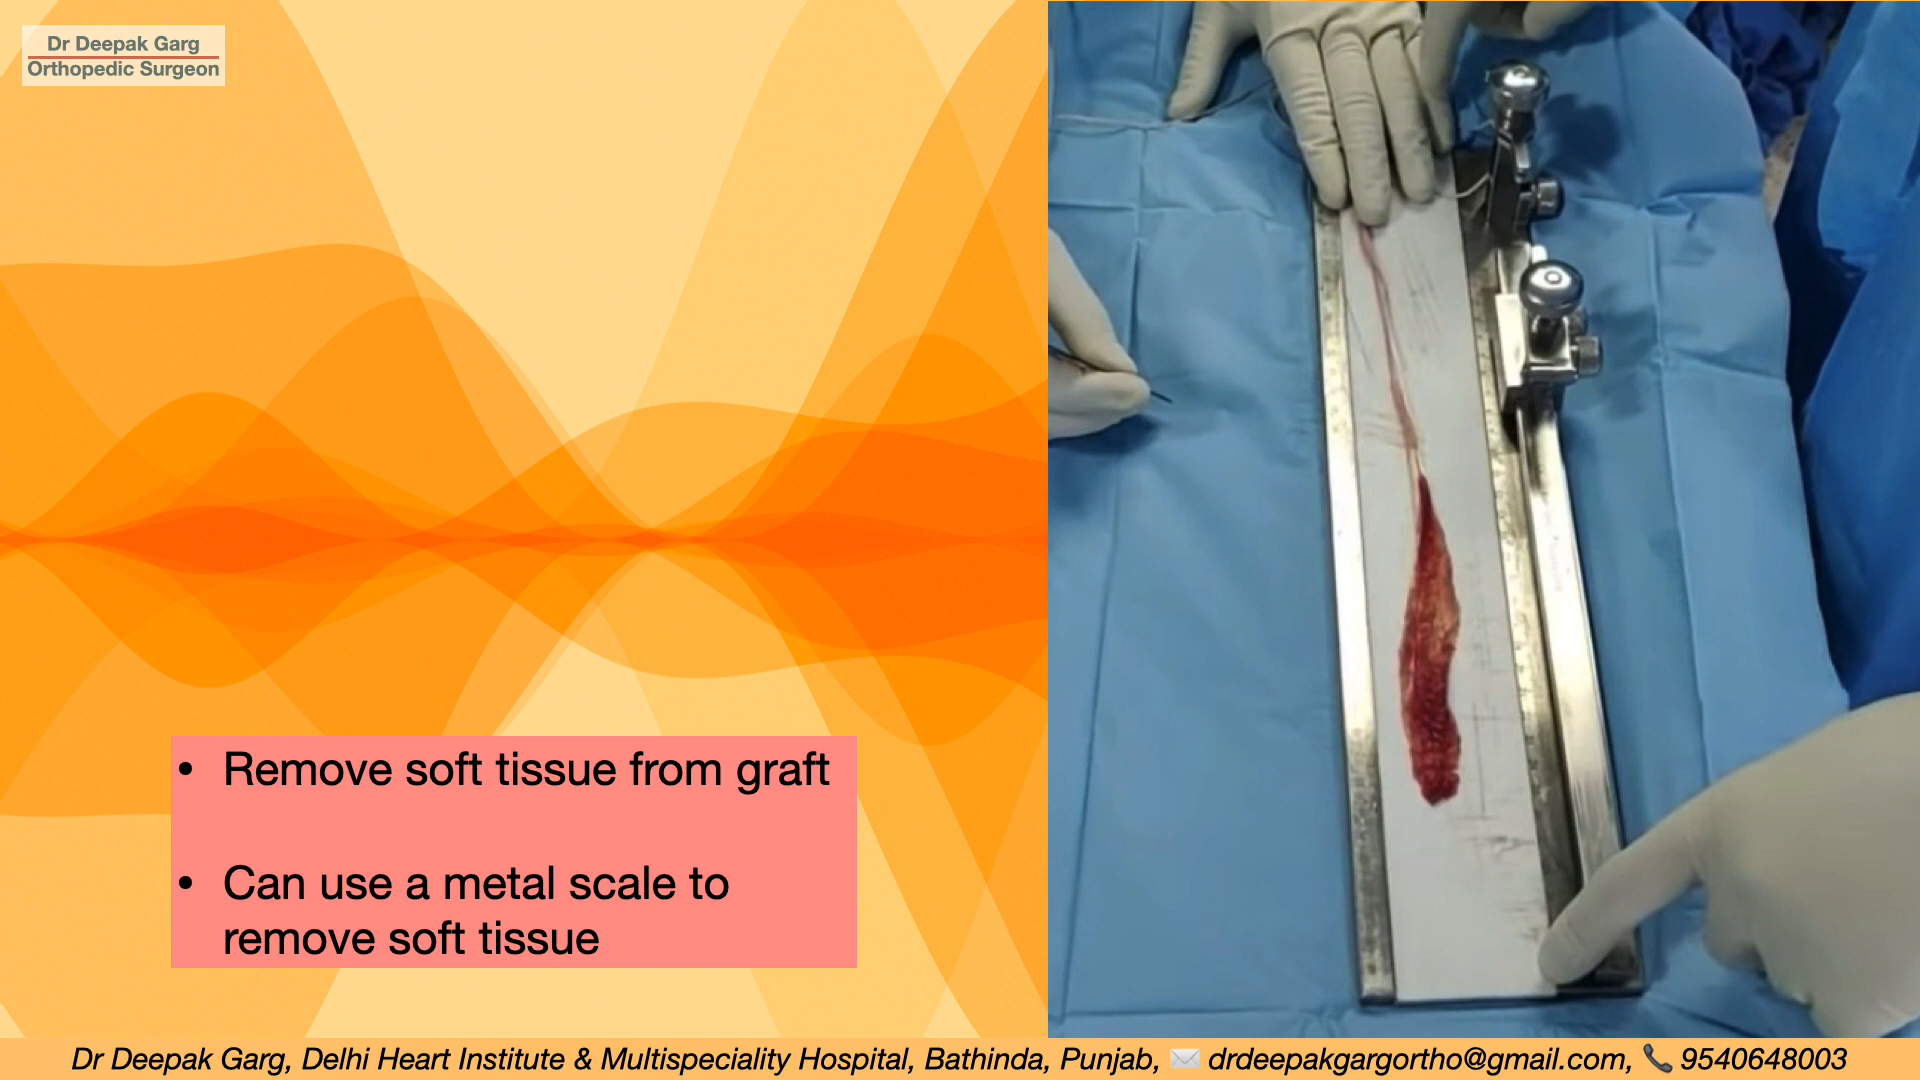 Dr Deepak Garg
Orthopedic Surgeon
• Remove soft tissue from graft
• Can use a metal scale to
remove soft tissue
Dr Deepak Garg, Delhi Heart Institute & Multispeciality Hospital, Bathinda, Punjab, ✉️ drdeepakgargortho@gmail.com, 📞 9540648003